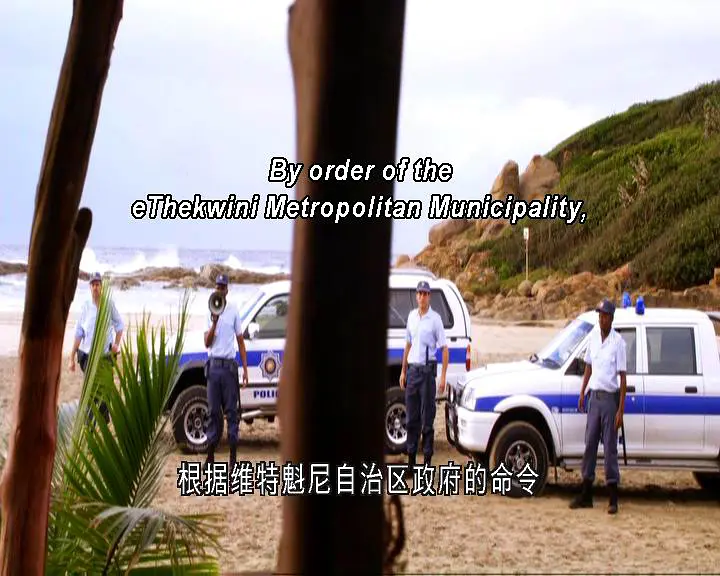 By order of the
eThekwini Metropolitan Municipality,
POLI
根据维特魁尼自治区政府的命令